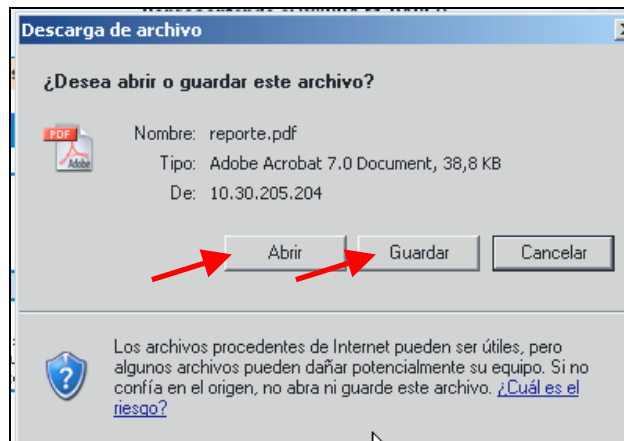 Descarga de archivo
¿Desea abrir o guardar este archivo?
PDF
Adobe
Nombre: reporte.pdf
Tipo: Adobe Acrobat 7.0 Document, 38,8 KB
De: 10.30.205.204
Abrir Guardar Cancelar
Los archivos procedentes de Internet pueden ser útiles, pero
algunos archivos pueden dañar potencialmente su equipo. Si no
confía en el origen, no abra ni guarde este archivo. ¿Cuál es el
riesgo?